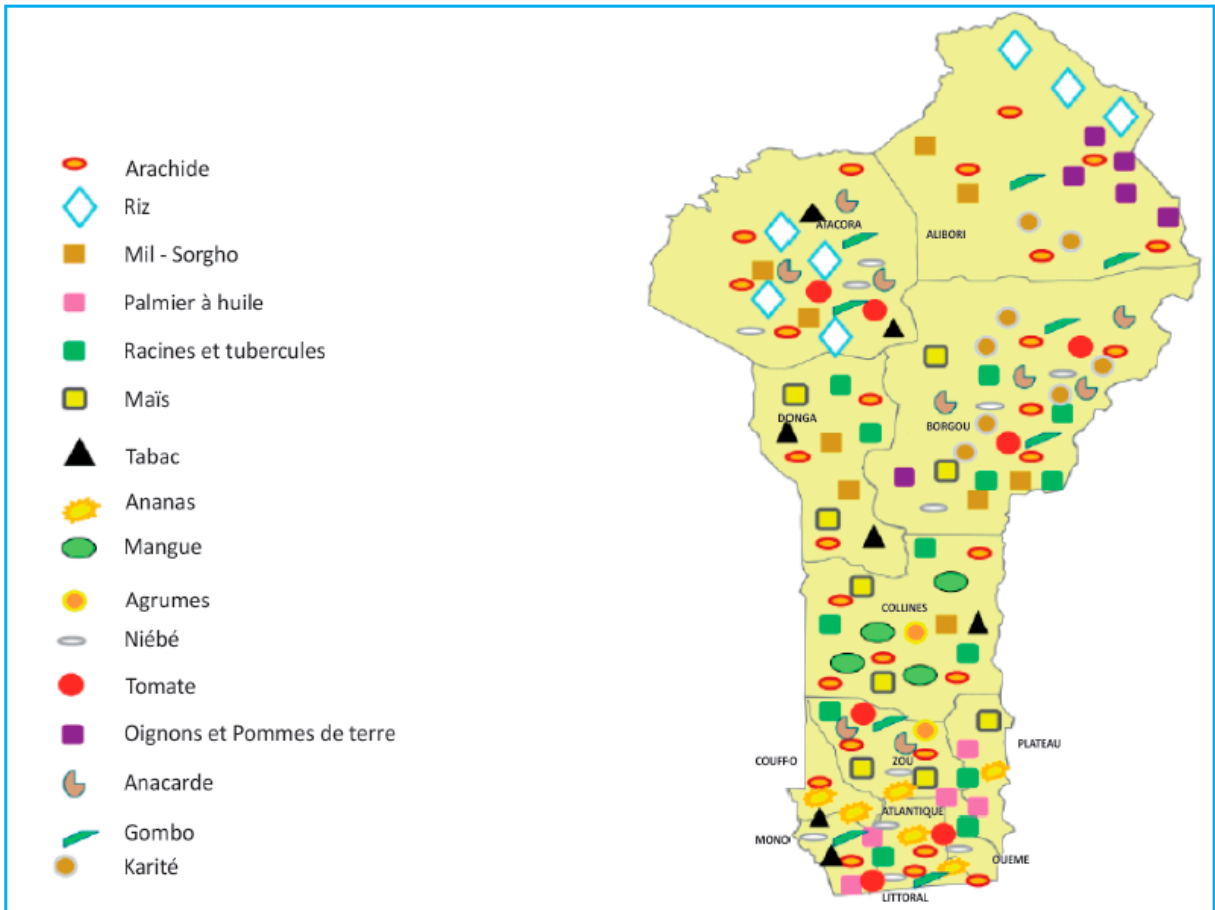 Arachide
Riz
Mil - Sorgho
Palmier à huile
Racines et tubercules
Maïs
Tabac
Ananas
Mangue
Agrumes
Niébé
Tomate
Oignons et Pommes de terre
Anacarde
Gombo
Karité
ATACORA
ALIBORI
DONGA
BORGOU
COLLINES
PLATEAU
COUFFO
ZOU
ATLANTIQUE
MONO
OUEME
LITTORAL